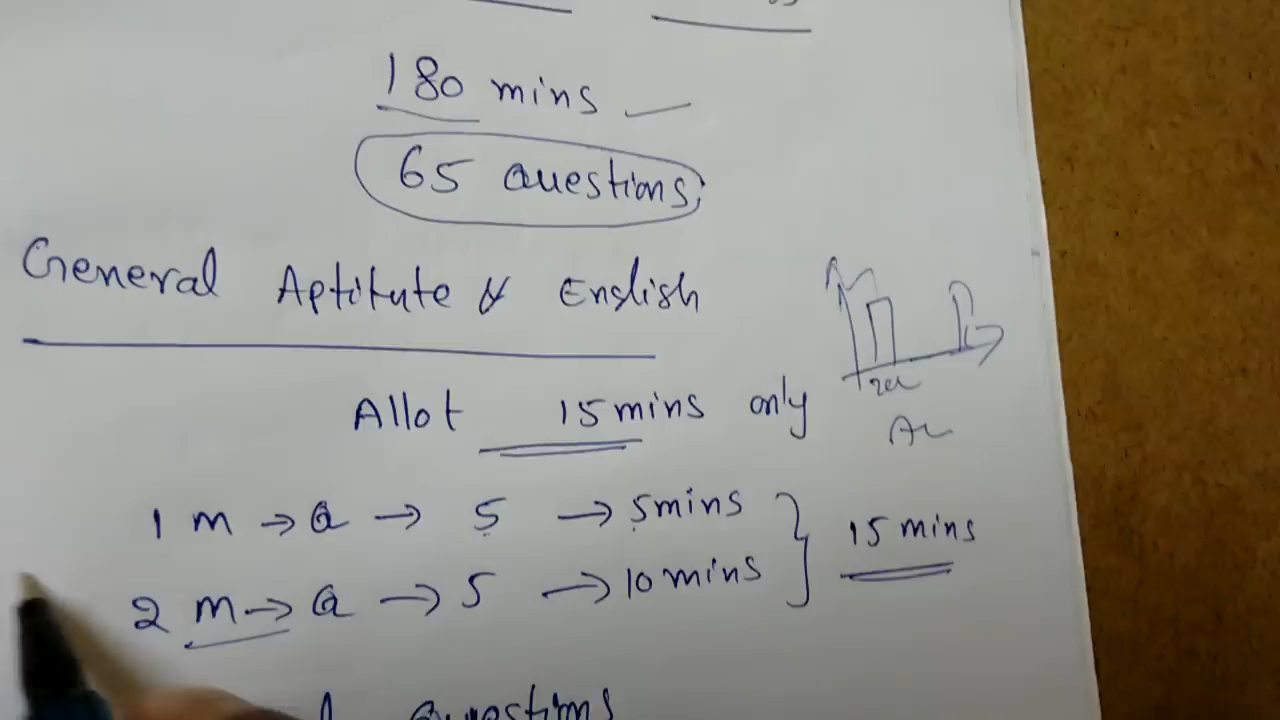 180 mins
65 Questions
General Aptitute & English
Allot 15 mins only
1 m → Q → 5 → 5 mins
2 m → Q → 5 → 10 mins
15 mins
Questions